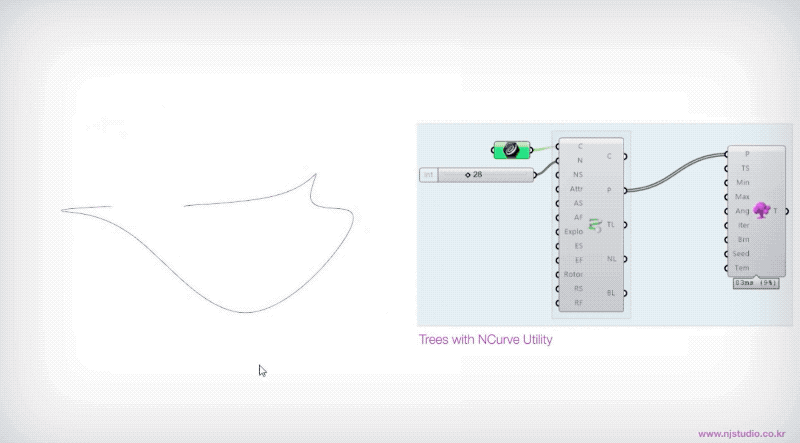 int
28
C
N
NS
Attr
AS
AF
Explo
ES
EF
Rotor
RS
RF
C
P
TL
NL
BL
P
TS
Min
Max
Ang
Iter
Brn
Seed
Tem
T
03ms (9%)
Trees with NCurve Utility
www.njstudio.co.kr